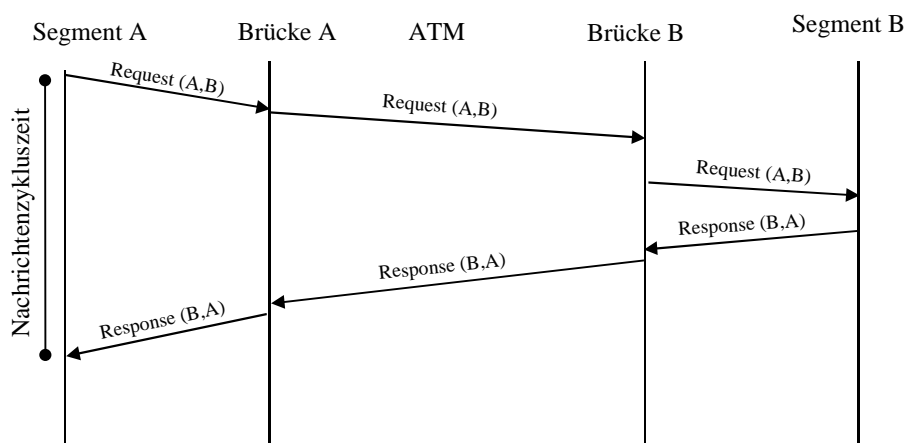 Segment A
Brücke A
ATM
Brücke B
Segment B
Request (A,B)
Request (A,B)
Request (A,B)
Response (B,A)
Response (B,A)
Response (B,A)
Nachrichtenzykluszeit